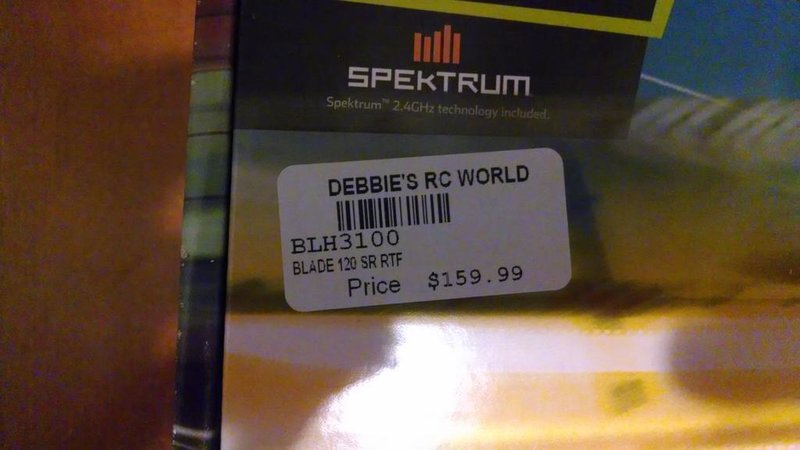 SPEKTRUM
Spektrum™ 2.4GHz technology included.
DEBBIE'S RC WORLD
BLH3100
BLADE 120 SR RTF
Price $159.99